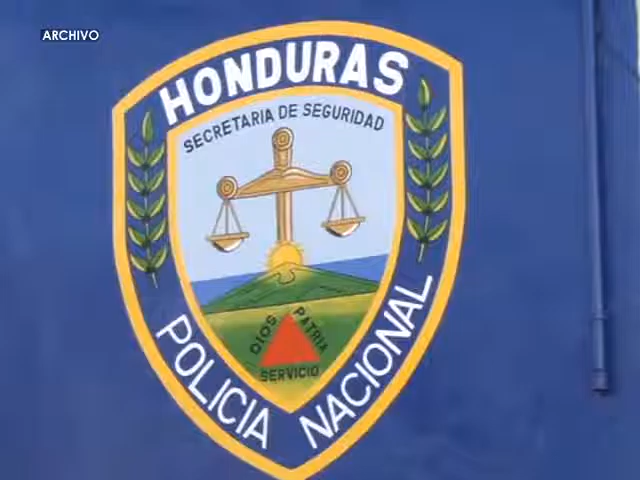 ARCHIVO
HONDURAS
SECRETARIA DE SEGURIDAD
DIOS
PATRIA
SERVICIO
POLICIA NACIONAL